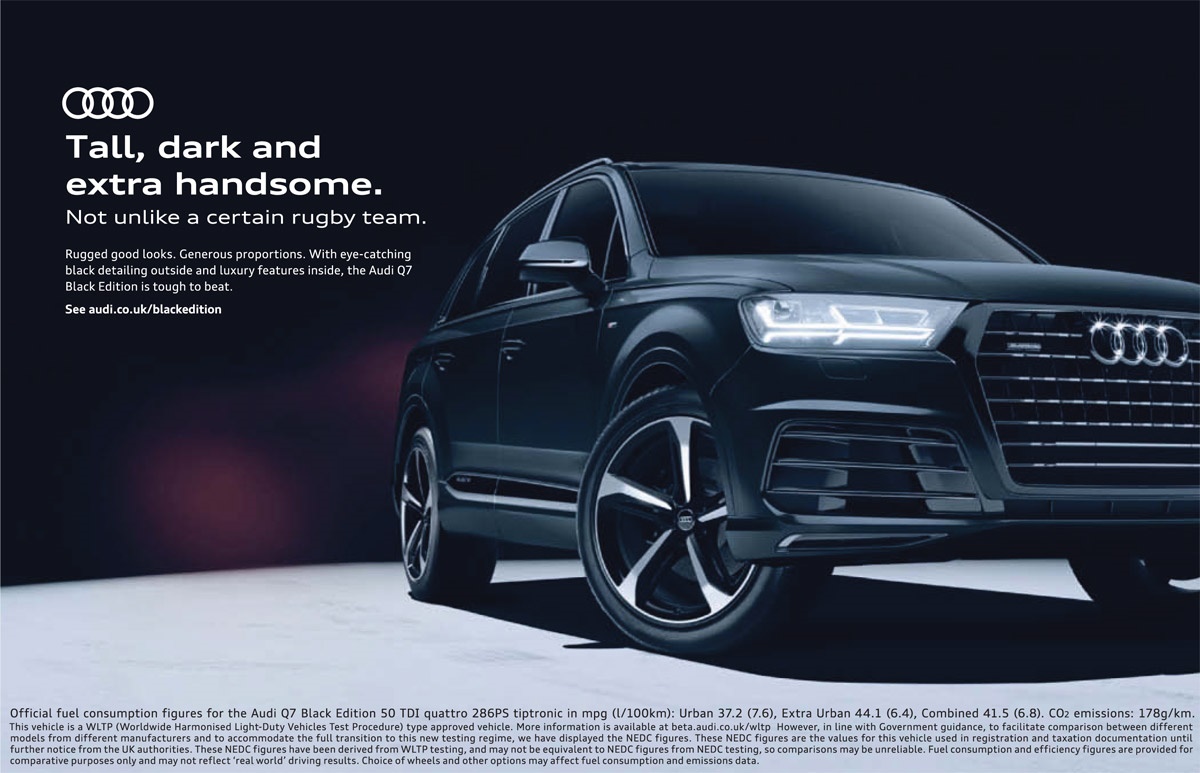 Tall, dark and
extra handsome.
Not unlike a certain rugby team.
Rugged good looks. Generous proportions. With eye-catching
black detailing outside and luxury features inside, the Audi Q7
Black Edition is tough to beat.
See audi.co.uk/blackedition
Official fuel consumption figures for the Audi Q7 Black Edition 50 TDI quattro 286PS tiptronic in mpg (l/100km): Urban 37.2 (7.6), Extra Urban 44.1 (6.4), Combined 41.5 (6.8). CO₂ emissions: 178g/km.
This vehicle is a WLTP (Worldwide Harmonised Light-Duty Vehicles Test Procedure) type approved vehicle. More information is available at beta.audi.co.uk/wltp However, in line with Government guidance, to facilitate comparison between different
models from different manufacturers and to accommodate the full transition to this new testing regime, we have displayed the NEDC figures. These NEDC figures are the values for this vehicle used in registration and taxation documentation until
further notice from the UK authorities. These NEDC figures have been derived from WLTP testing, and may not be equivalent to NEDC figures from NEDC testing, so comparisons may be unreliable. Fuel consumption and efficiency figures are provided for
comparative purposes only and may not reflect ‘real world’ driving results. Choice of wheels and other options may affect fuel consumption and emissions data.